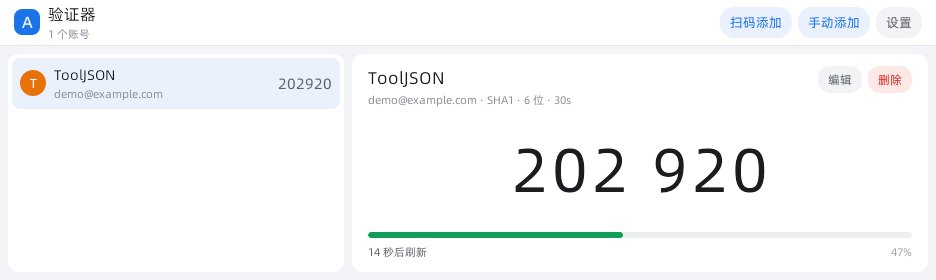 A
验证器
1 个账号
扫码添加
手动添加
设置
T
ToolJSON
demo@example.com
202920
ToolJSON
demo@example.com · SHA1 · 6 位 · 30s
编辑
删除
202 920
14 秒后刷新
47%